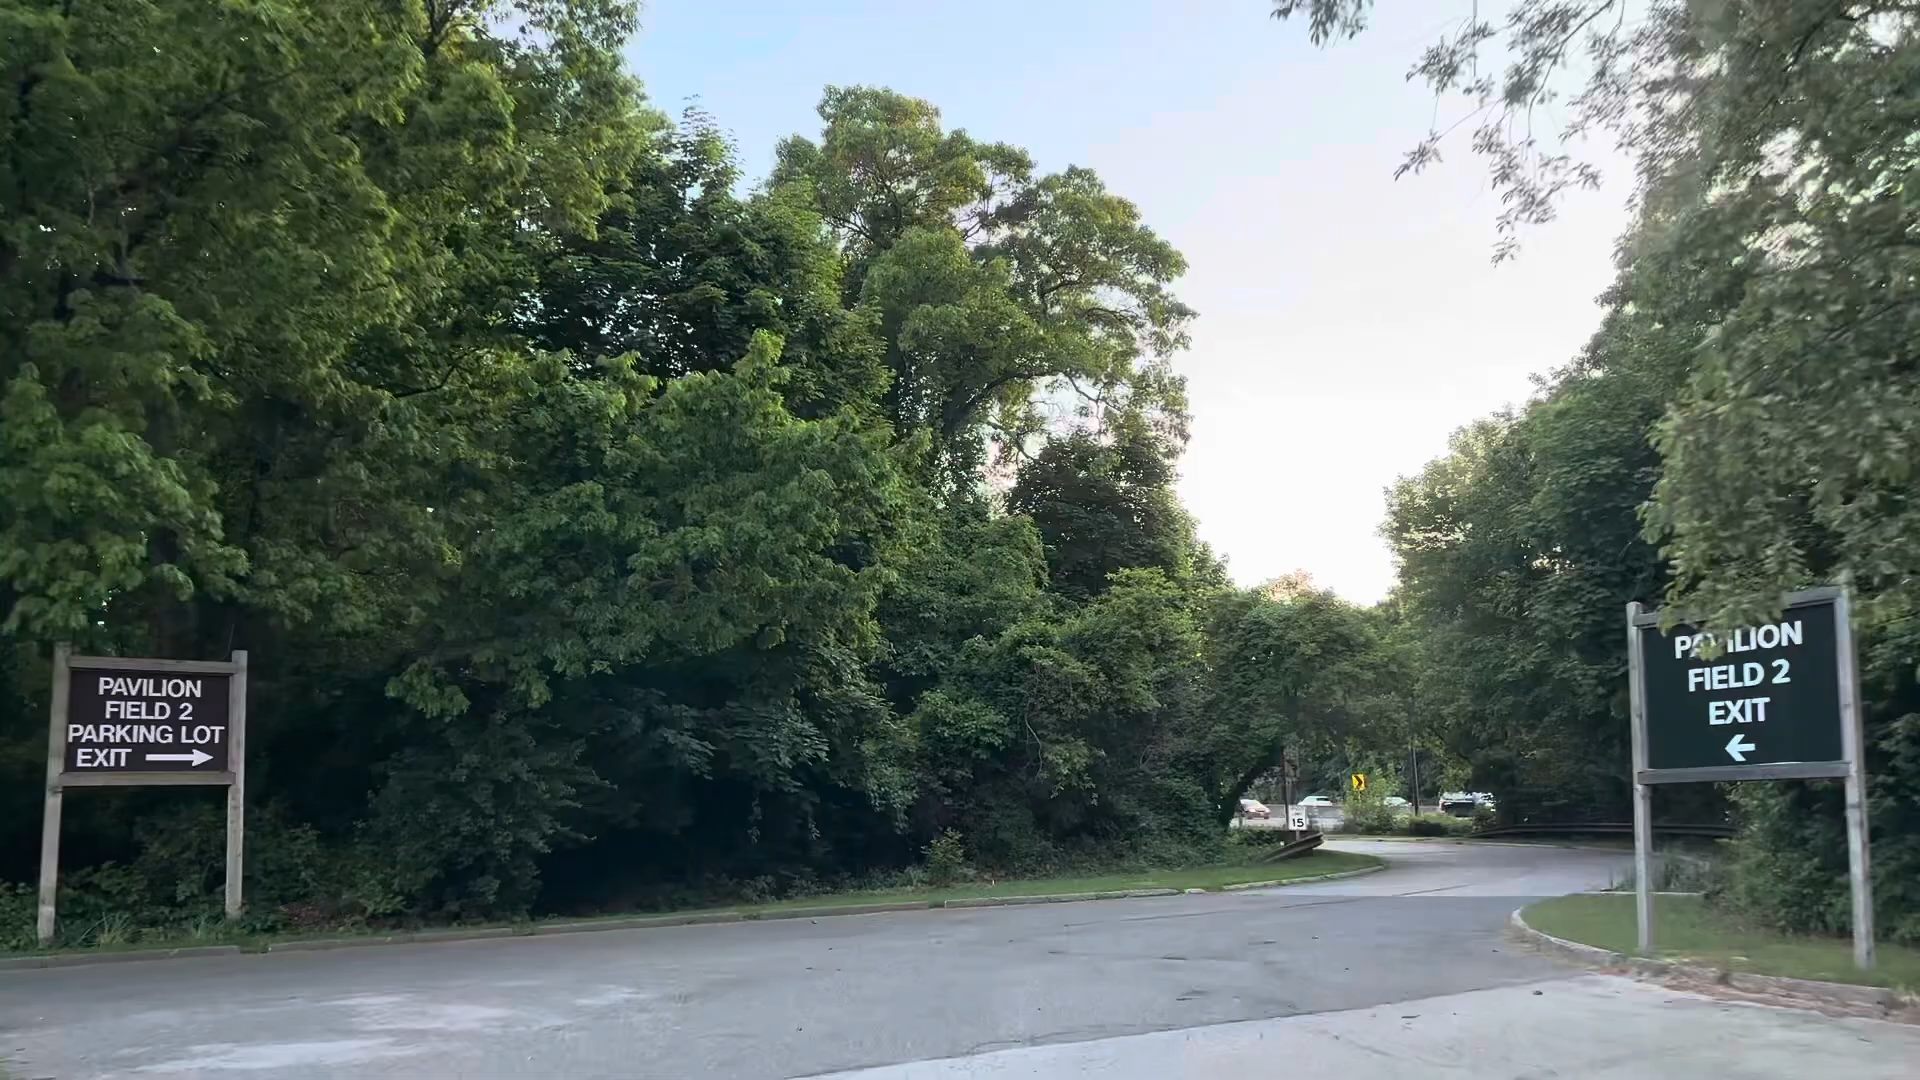 PAVILION
FIELD 2
PARKING LOT
EXIT →
PAVILION
FIELD 2
EXIT
←
15